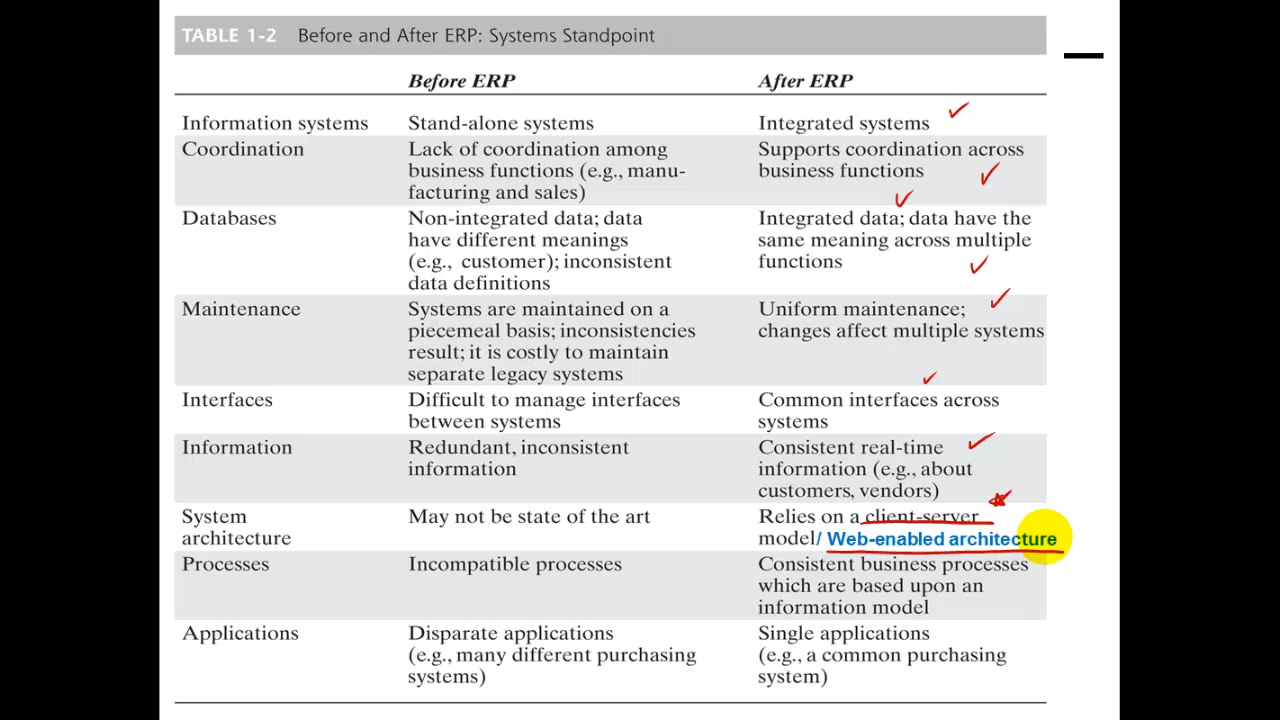 TABLE 1-2 Before and After ERP: Systems Standpoint
Before ERP After ERP
Information systems Stand-alone systems Integrated systems
Coordination Lack of coordination among Supports coordination across
business functions (e.g., manu- business functions
facturing and sales)
Databases Non-integrated data; data Integrated data; data have the
have different meanings same meaning across multiple
(e.g., customer); inconsistent functions
data definitions
Maintenance Systems are maintained on a Uniform maintenance;
piecemeal basis; inconsistencies changes affect multiple systems
result; it is costly to maintain
separate legacy systems
Interfaces Difficult to manage interfaces Common interfaces across
between systems systems
Information Redundant, inconsistent Consistent real-time
information information (e.g., about
customers, vendors)
System May not be state of the art Relies on a client-server
architecture model/ Web-enabled architecture
Processes Incompatible processes Consistent business processes
which are based upon an
information model
Applications Disparate applications Single applications
(e.g., many different purchasing (e.g., a common purchasing
systems) system)